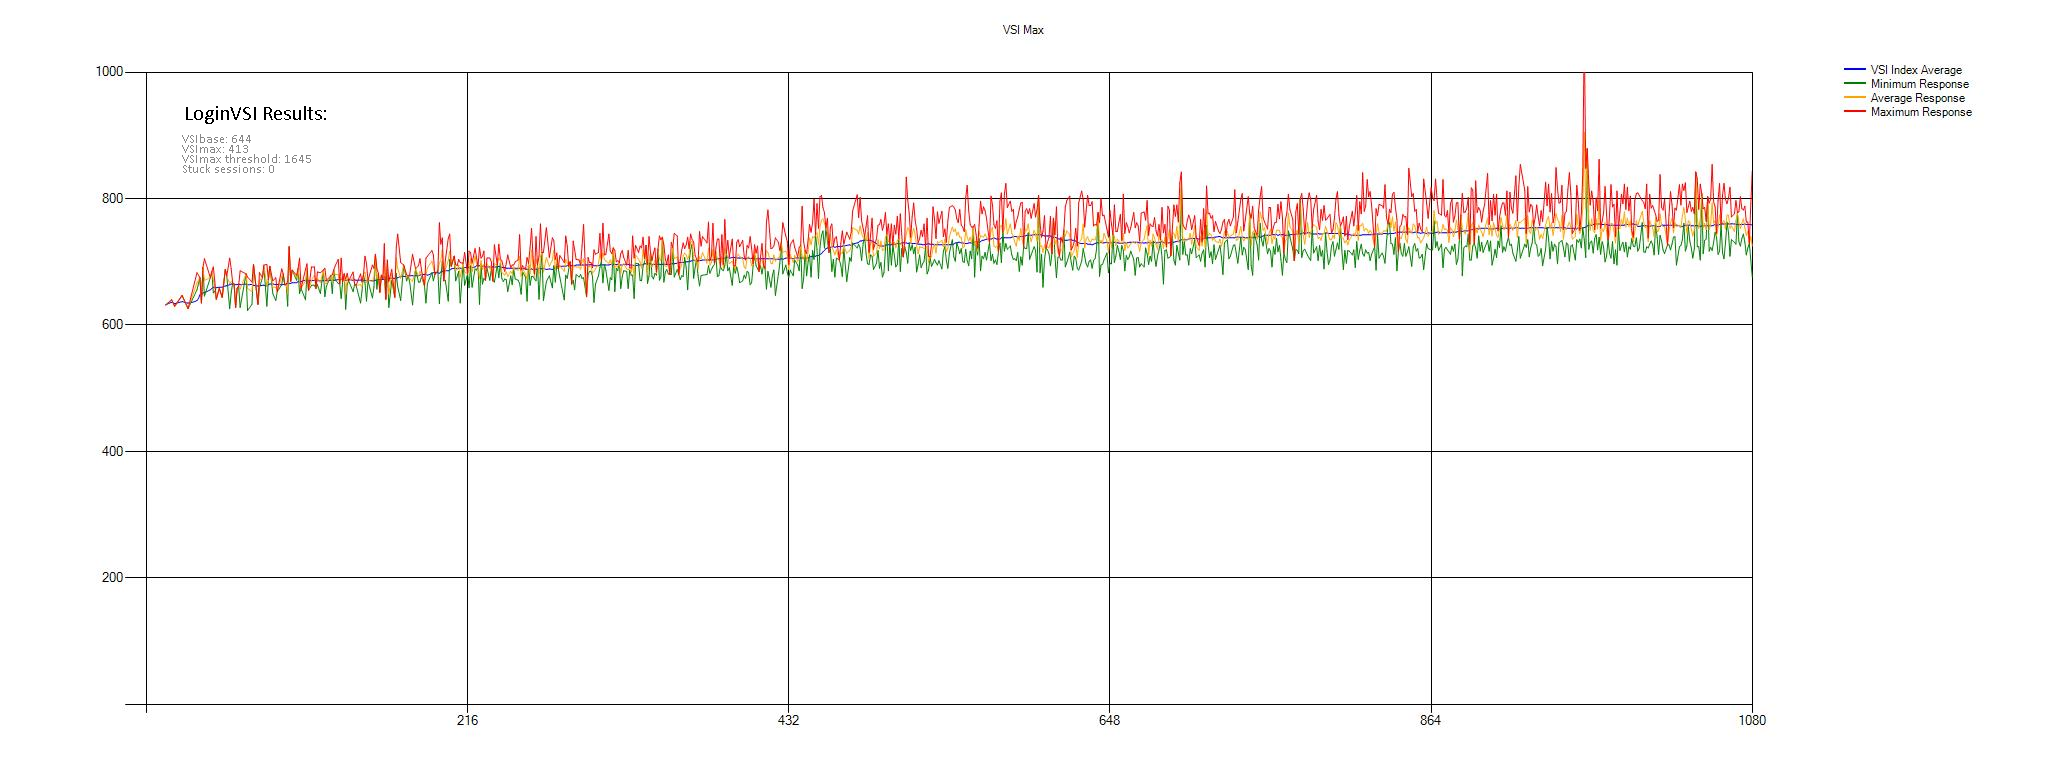 VSI Max
1000
800
600
400
200
LoginVSI Results:
VSIbase: 644
VSImax: 413
VSImax threshold: 1645
Stuck sessions: 0
VSI Index Average
Minimum Response
Average Response
Maximum Response
216
432
648
864
1080